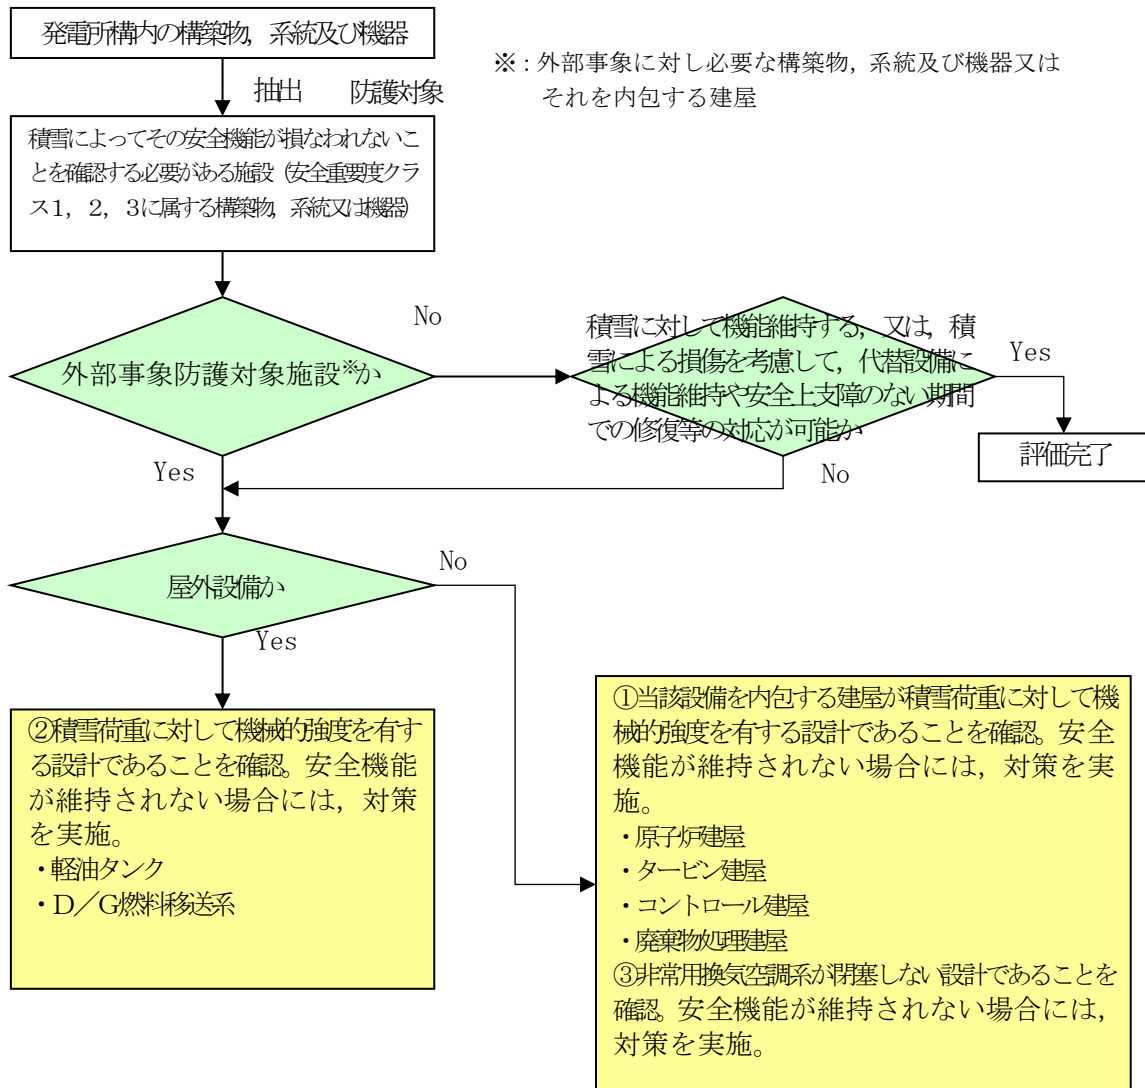 発電所構内の構築物，系統及び機器
※：外部事象に対し必要な構築物，系統及び機器又は
それを内包する建屋
抽出　防護対象
積雪によってその安全機能が損なわれないこ
とを確認する必要がある施設（安全重要度クラ
ス１，２，３に属する構築物，系統又は機器）
外部事象防護対象施設※か
No
積雪に対して機能維持する，又は，積
雪による損傷を考慮して，代替設備に
よる機能維持や安全上支障のない期間
での修復等の対応が可能か
Yes
評価完了
Yes
No
屋外設備か
No
Yes
②積雪荷重に対して機械的強度を有す
る設計であることを確認。安全機能
が維持されない場合には，対策
を実施。
・軽油タンク
・Ｄ／Ｇ燃料移送系
①当該設備を内包する建屋が積雪荷重に対して機
械的強度を有する設計であることを確認。安全
機能が維持されない場合には，対策を実
施。
・原子炉建屋
・タービン建屋
・コントロール建屋
・廃棄物処理建屋
③非常用換気空調系が閉塞しない設計であることを
確認。安全機能が維持されない場合には，
対策を実施。